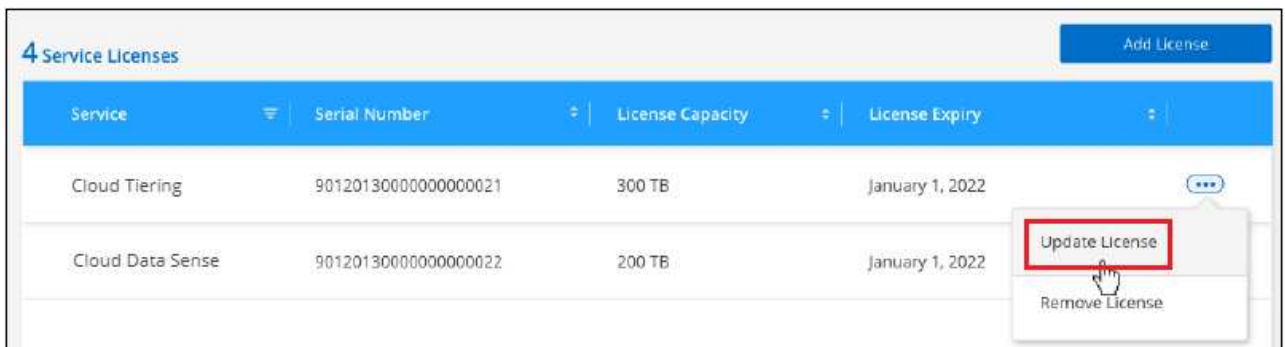 4 Service Licenses
Add License
Service Serial Number License Capacity License Expiry
Cloud Tiering 90120130000000000021 300 TB January 1, 2022
Update License
Cloud Data Sense 90120130000000000022 200 TB January 1, 2022
Remove License